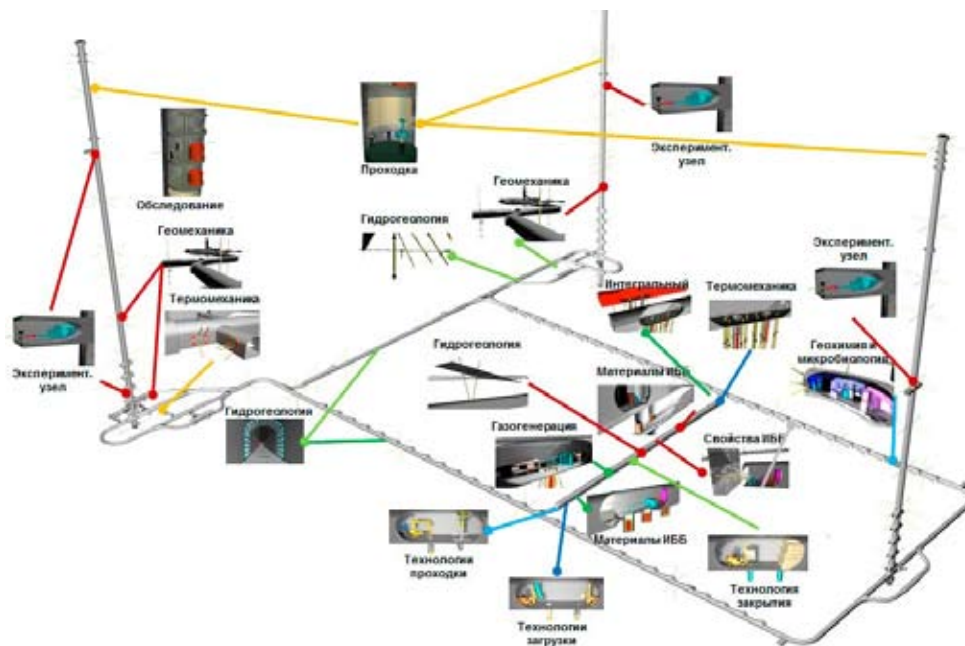 Эксперимент.
узел
Проходка
Обследование
Геомеханика
Геомеханика
Гидрогеология
Эксперимент.
узел
Интегральный
Термомеханика
Термомеханика
Гидрогеология
Геохимия и
микробиология
Эксперимент.
узел
Материалы ИББ
Гидрогеология
Газогенерация
Свойства ИББ
Материалы ИББ
Технологии
проходки
Технология
закрытия
Технологии
загрузки